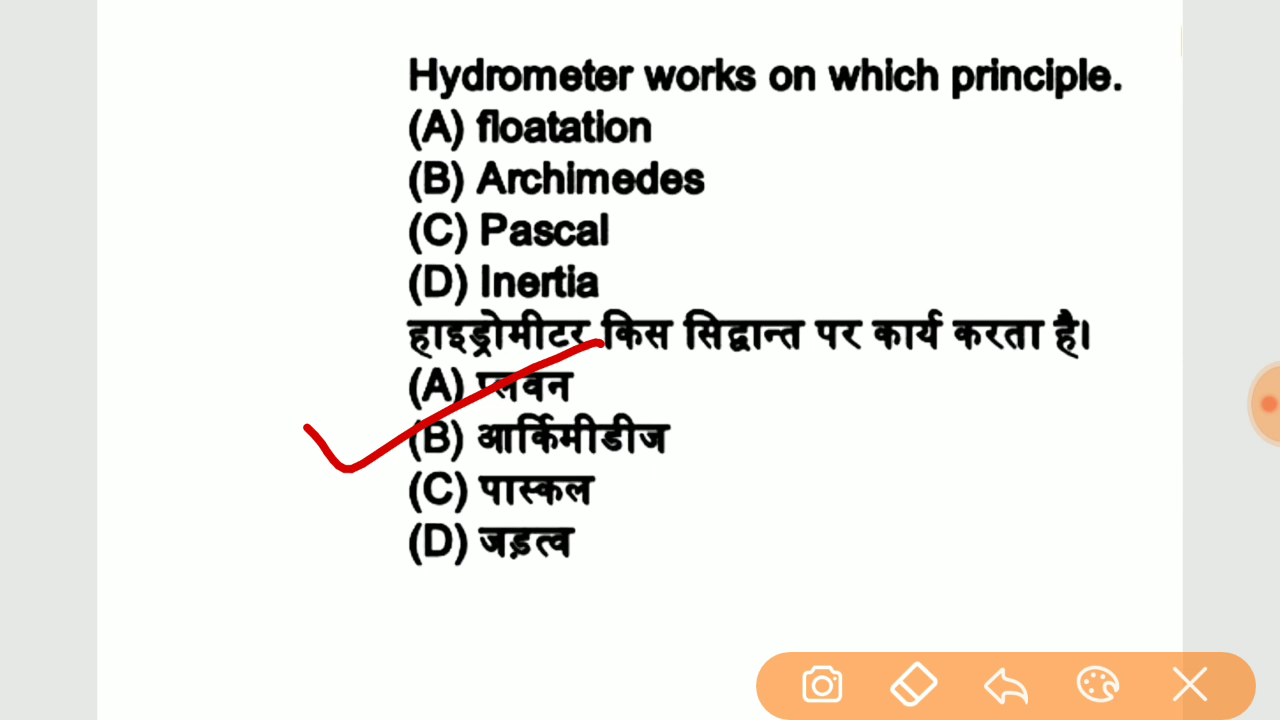 Hydrometer works on which principle.
(A) floatation
(B) Archimedes
(C) Pascal
(D) Inertia
हाइड्रोमीटर किस सिद्वान्त पर कार्य करता है।
(A) प्लवन
(B) आर्किमीडीज
(C) पास्कल
(D) जड़त्व